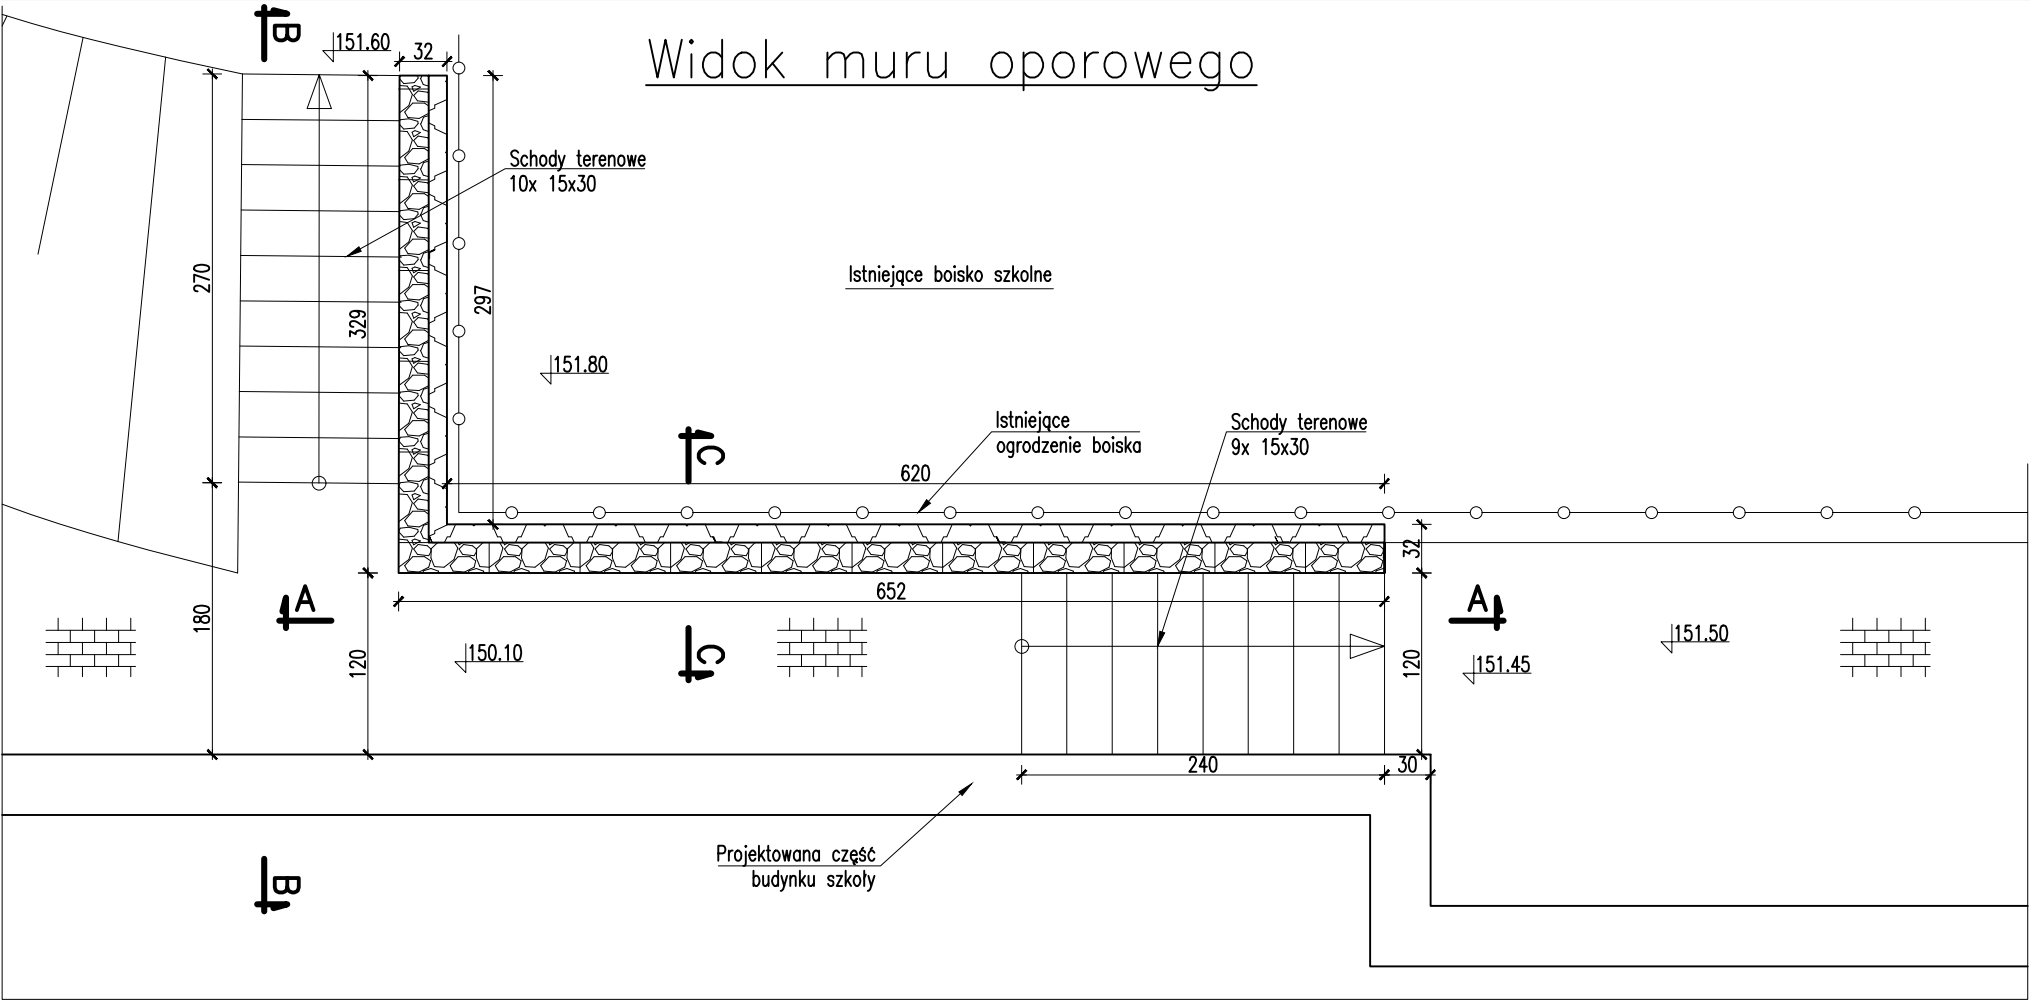 B
151.60
32
Widok muru oporowego
Schody terenowe
10x 15x30
270
329
297
Istniejące boisko szkolne
151.80
C
Istniejące
ogrodzenie boiska
Schody terenowe
9x 15x30
620
32
652
A
A
180
120
150.10
C
120
151.45
151.50
240
30
Projektowana część
budynku szkoły
B